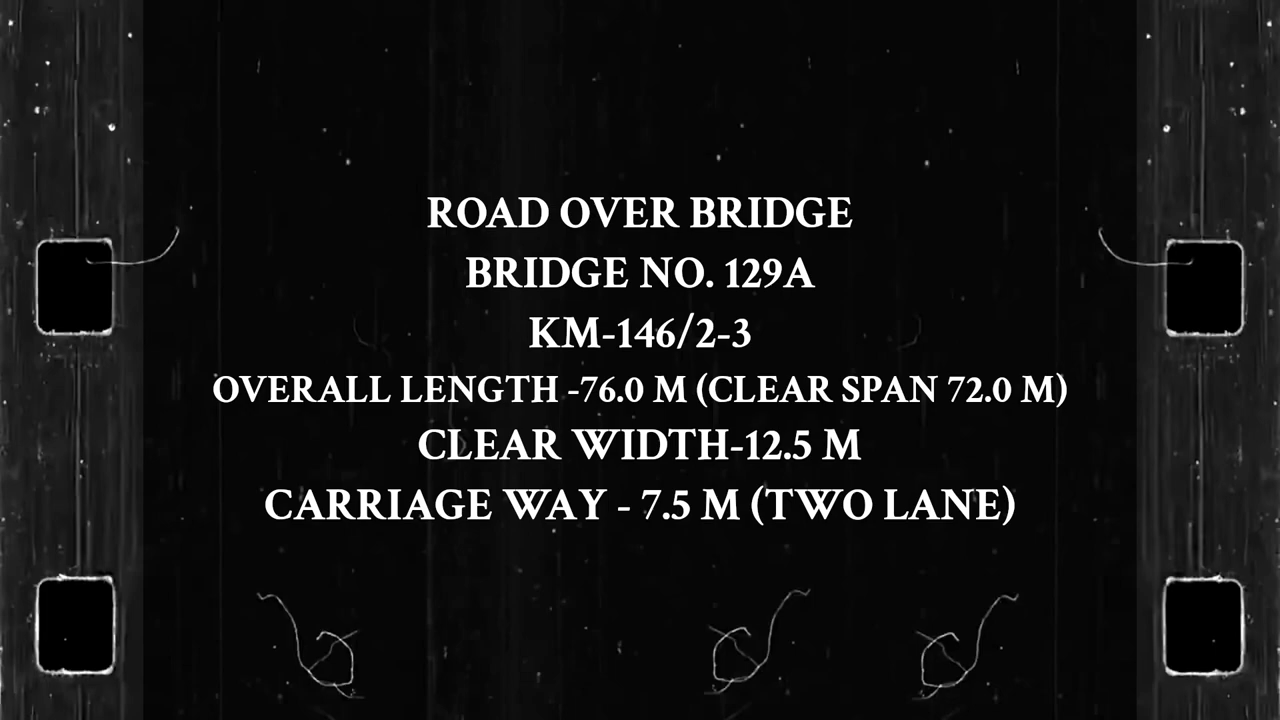 ROAD OVER BRIDGE
BRIDGE NO. 129A
KM-146/2-3
OVERALL LENGTH -76.0 M (CLEAR SPAN 72.0 M)
CLEAR WIDTH-12.5 M
CARRIAGE WAY - 7.5 M (TWO LANE)